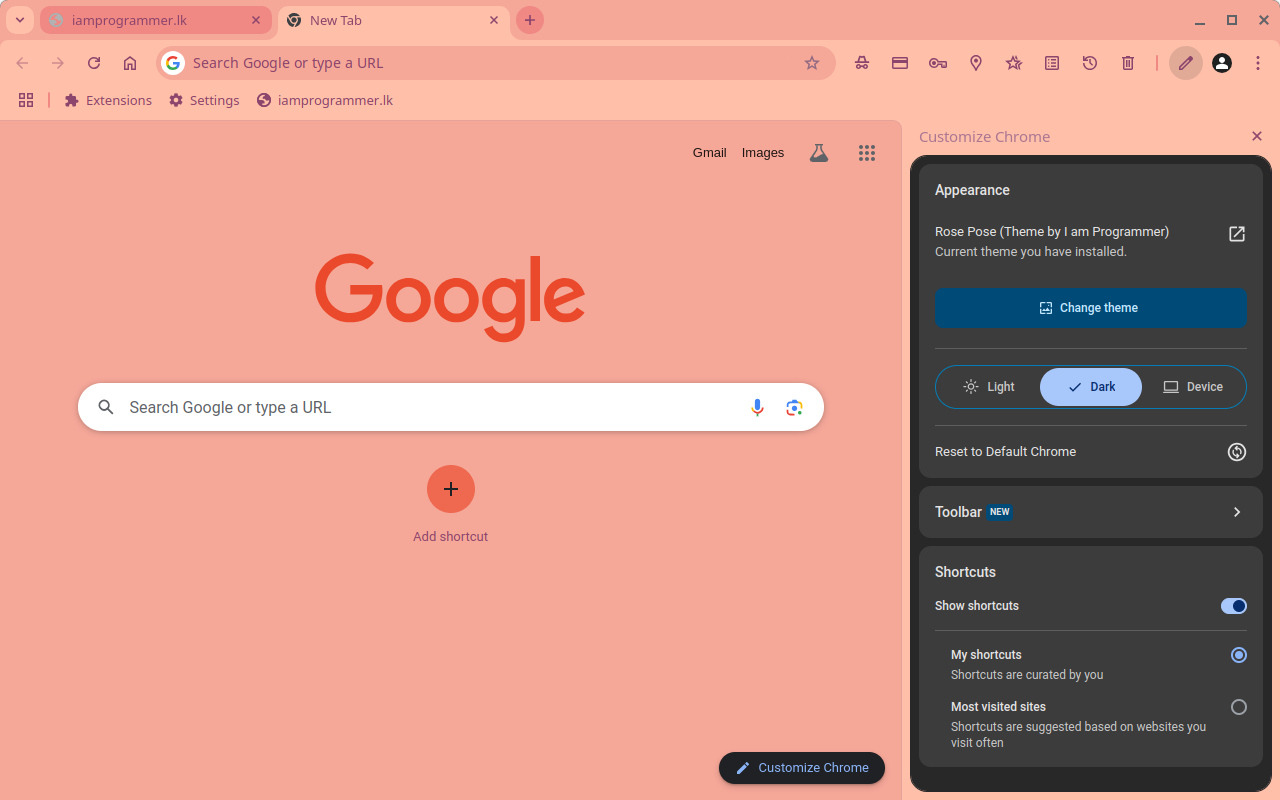 iamprogrammer.lk
New Tab
Search Google or type a URL
Extensions
Settings
iamprogrammer.lk
Gmail
Images
Google
Search Google or type a URL
Add shortcut
Customize Chrome
Customize Chrome
Appearance
Rose Pose (Theme by I am Programmer)
Current theme you have installed.
Change theme
Light
Dark
Device
Reset to Default Chrome
Toolbar NEW
Shortcuts
Show shortcuts
My shortcuts
Shortcuts are curated by you
Most visited sites
Shortcuts are suggested based on websites you
visit often